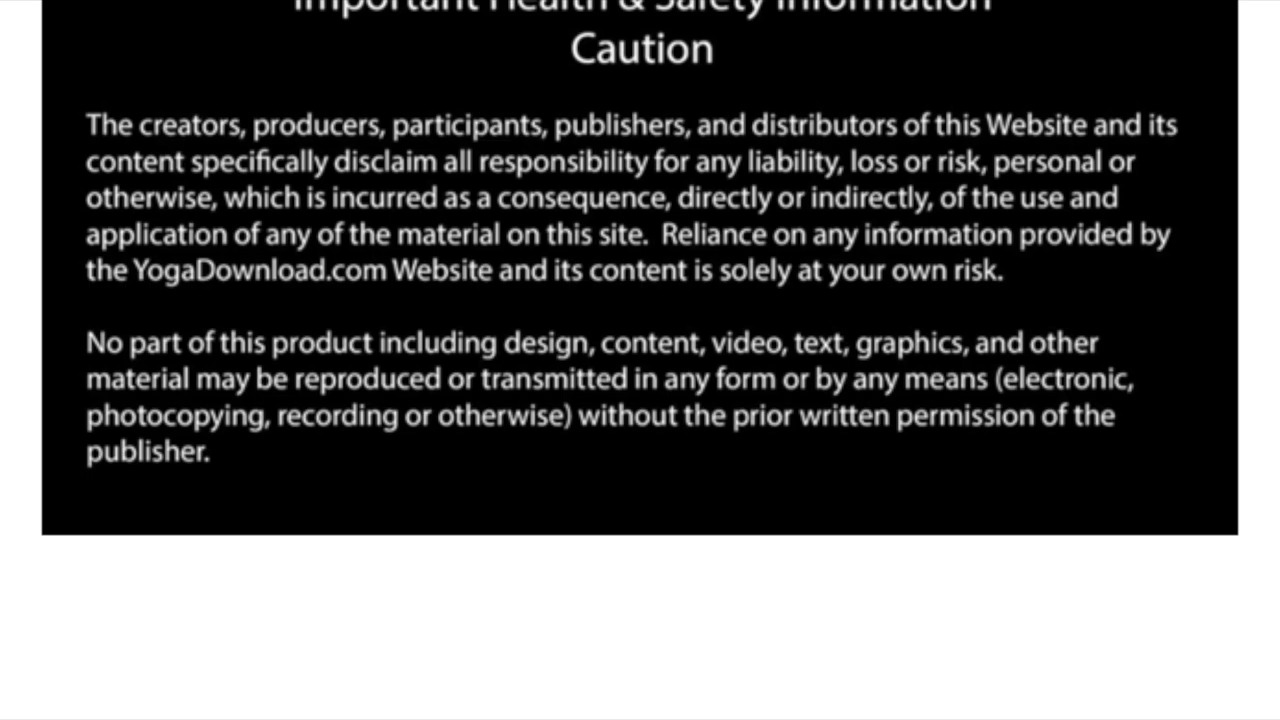 Important Health & Safety Information
Caution
The creators, producers, participants, publishers, and distributors of this Website and its
content specifically disclaim all responsibility for any liability, loss or risk, personal or
otherwise, which is incurred as a consequence, directly or indirectly, of the use and
application of any of the material on this site.  Reliance on any information provided by
the YogaDownload.com Website and its content is solely at your own risk.
No part of this product including design, content, video, text, graphics, and other
material may be reproduced or transmitted in any form or by any means (electronic,
photocopying, recording or otherwise) without the prior written permission of the
publisher.